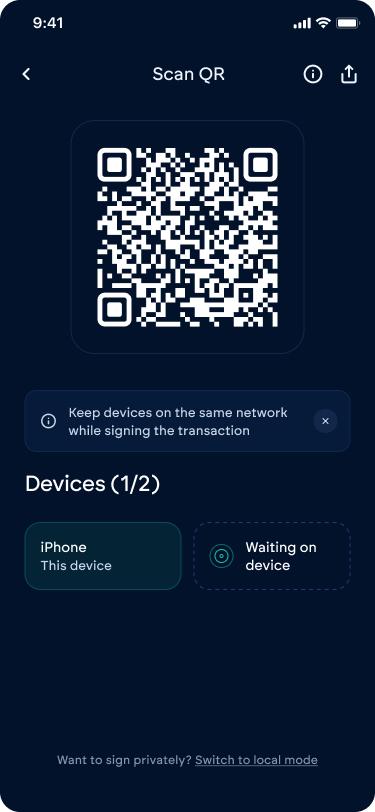 9:41
Scan QR
Keep devices on the same network
while signing the transaction
Devices (1/2)
iPhone
This device
Waiting on
device
Want to sign privately? Switch to local mode